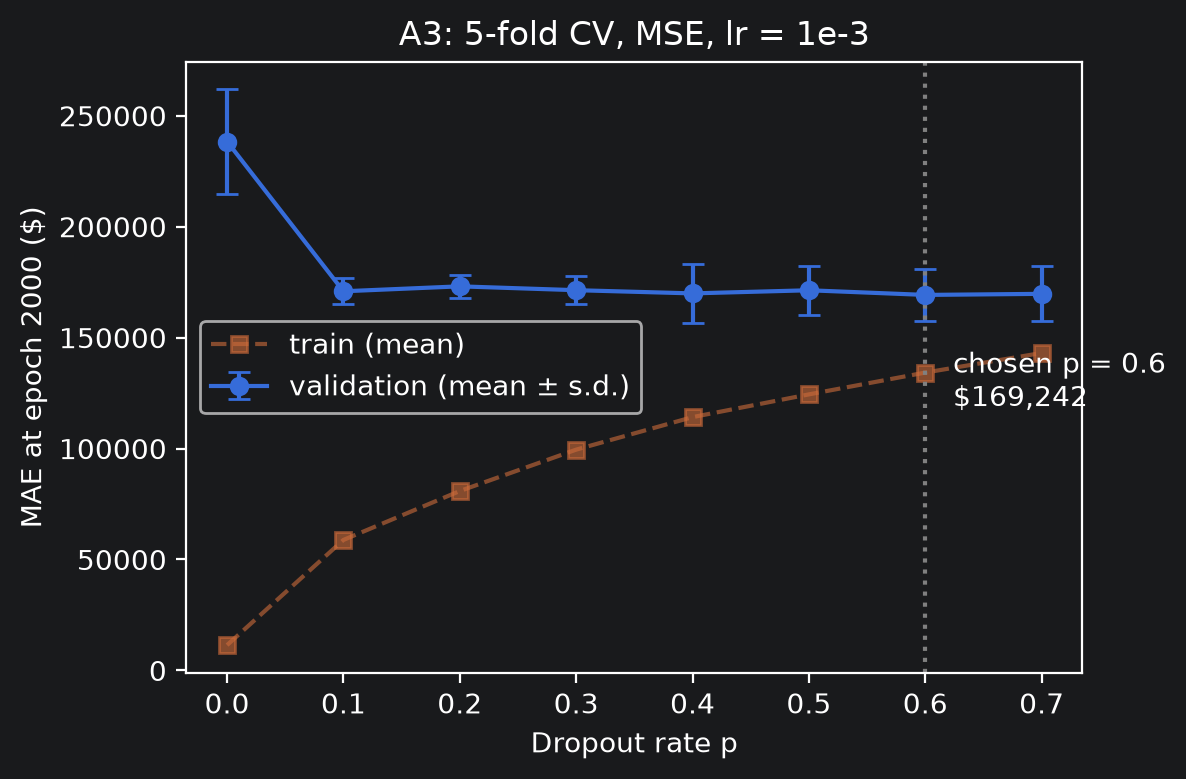 A3: 5-fold CV, MSE, lr = 1e-3
MAE at epoch 2000 ($)
250000
200000
150000
100000
50000
0
train (mean)
validation (mean ± s.d.)
chosen p = 0.6
$169,242
0.0 0.1 0.2 0.3 0.4 0.5 0.6 0.7
Dropout rate p